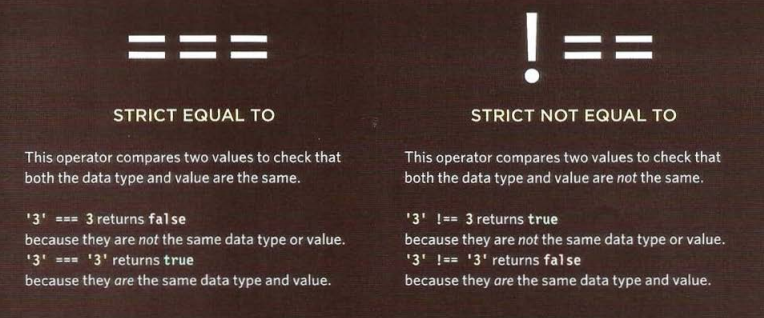 ===
STRICT EQUAL TO
This operator compares two values to check that
both the data type and value are the same.
'3' === 3 returns false
because they are not the same data type or value.
'3' === '3' returns true
because they are the same data type and value.
!==
STRICT NOT EQUAL TO
This operator compares two values to check that
both the data type and value are not the same.
'3' !== 3 returns true
because they are not the same data type or value.
'3' !== '3' returns false
because they are the same data type and value.